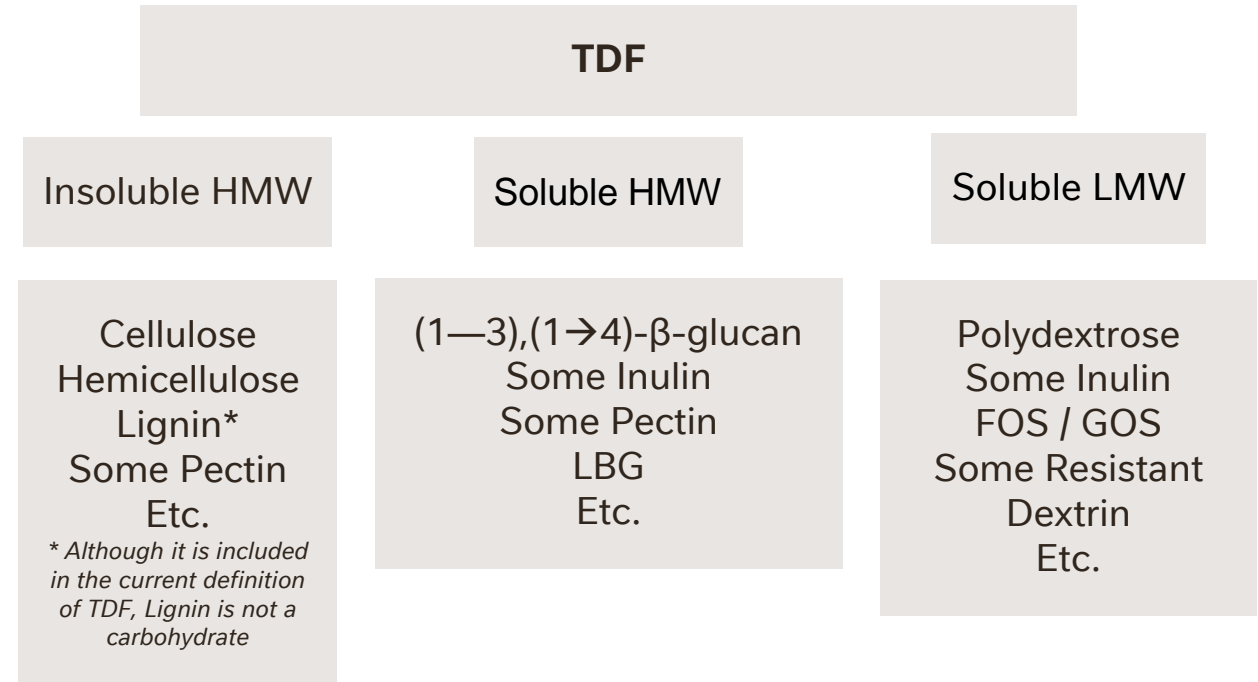 TDF
Insoluble HMW
Soluble HMW
Soluble LMW
Cellulose
Hemicellulose
Lignin*
Some Pectin
Etc.
* Although it is included
in the current definition
of TDF, Lignin is not a
carbohydrate
(1—3),(1→4)-β-glucan
Some Inulin
Some Pectin
LBG
Etc.
Polydextrose
Some Inulin
FOS / GOS
Some Resistant
Dextrin
Etc.